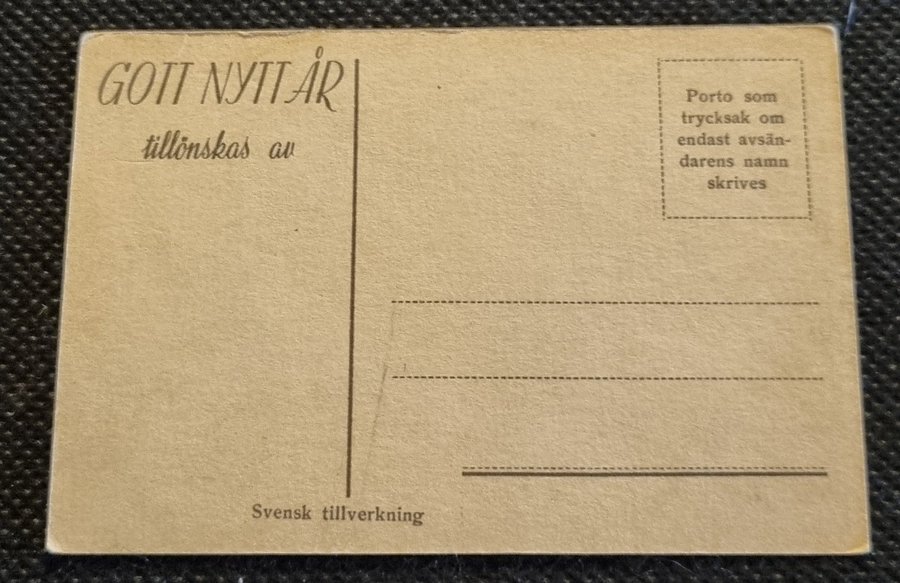 GOTT NYTT ÅR
tillönskas av
Porto som
trycksak om
endast avsän-
darens namn
skrives
Svensk tillverkning